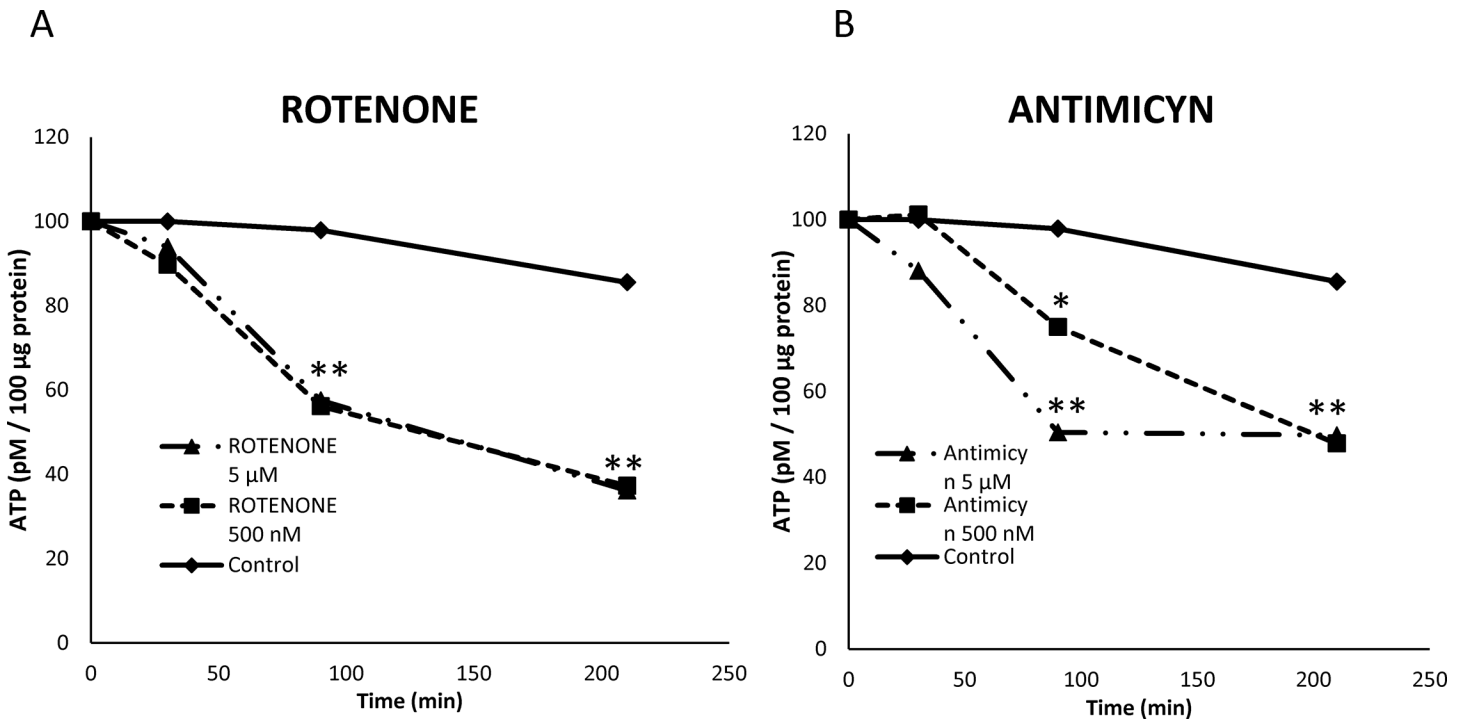 A
ROTENONE
120
100
80
60
40
20
0
ATP (pM / 100 µg protein)
**
**
ROTENONE
5 µM
ROTENONE
500 nM
Control
0
50
100
150
200
250
Time (min)
B
ANTIMICYN
120
100
80
60
40
20
0
ATP (pM / 100 µg protein)
*
**
**
Antimicy
n 5 µM
Antimicy
n 500 nM
Control
0
50
100
150
200
250
Time (min)